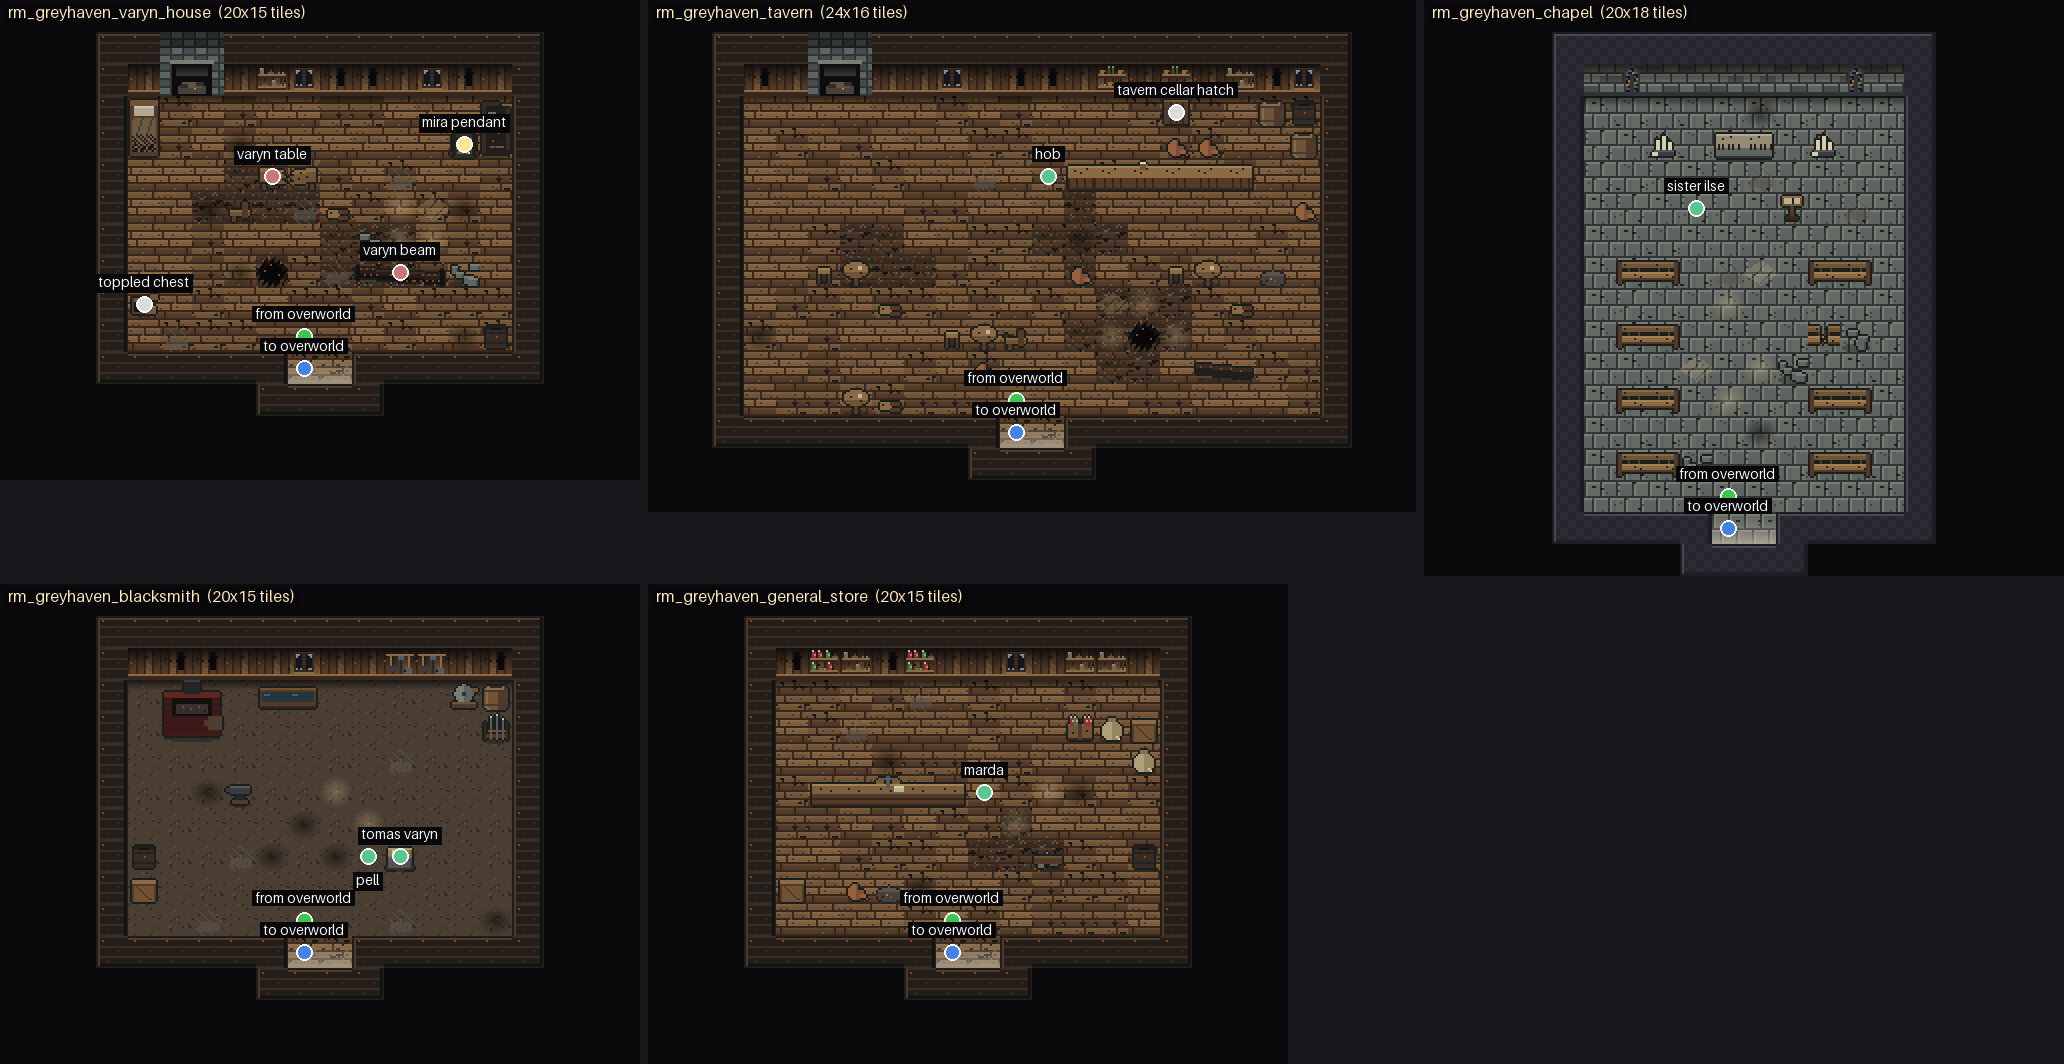 rm_greyhaven_varyn_house (20x15 tiles)
mira pendant
varyn table
varyn beam
toppled chest
from overworld
to overworld
rm_greyhaven_tavern (24x16 tiles)
tavern cellar hatch
hob
from overworld
to overworld
rm_greyhaven_chapel (20x18 tiles)
sister ilse
from overworld
to overworld
rm_greyhaven_blacksmith (20x15 tiles)
tomas varyn
pell
from overworld
to overworld
rm_greyhaven_general_store (20x15 tiles)
marda
from overworld
to overworld